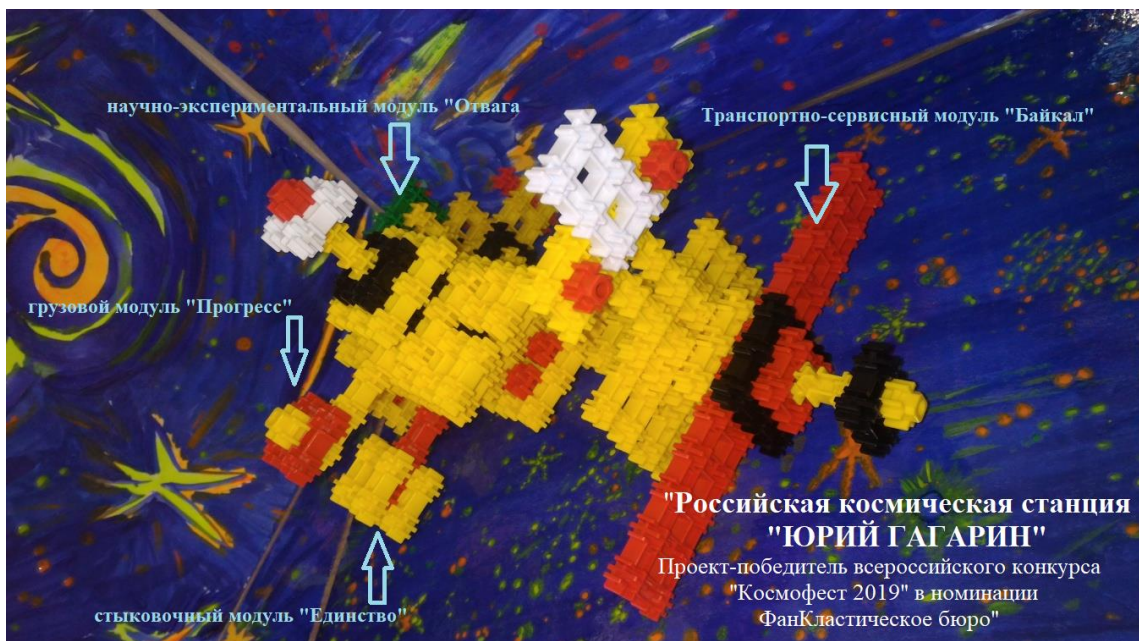 научно-экспериментальный модуль "Отвага
Транспортно-сервисный модуль "Байкал"
грузовой модуль "Прогресс"
стыковочный модуль "Единство"
"Российская космическая станция
"ЮРИЙ ГАГАРИН"
Проект-победитель всероссийского конкурса
"Космофест 2019" в номинации
ФанКластическое бюро"